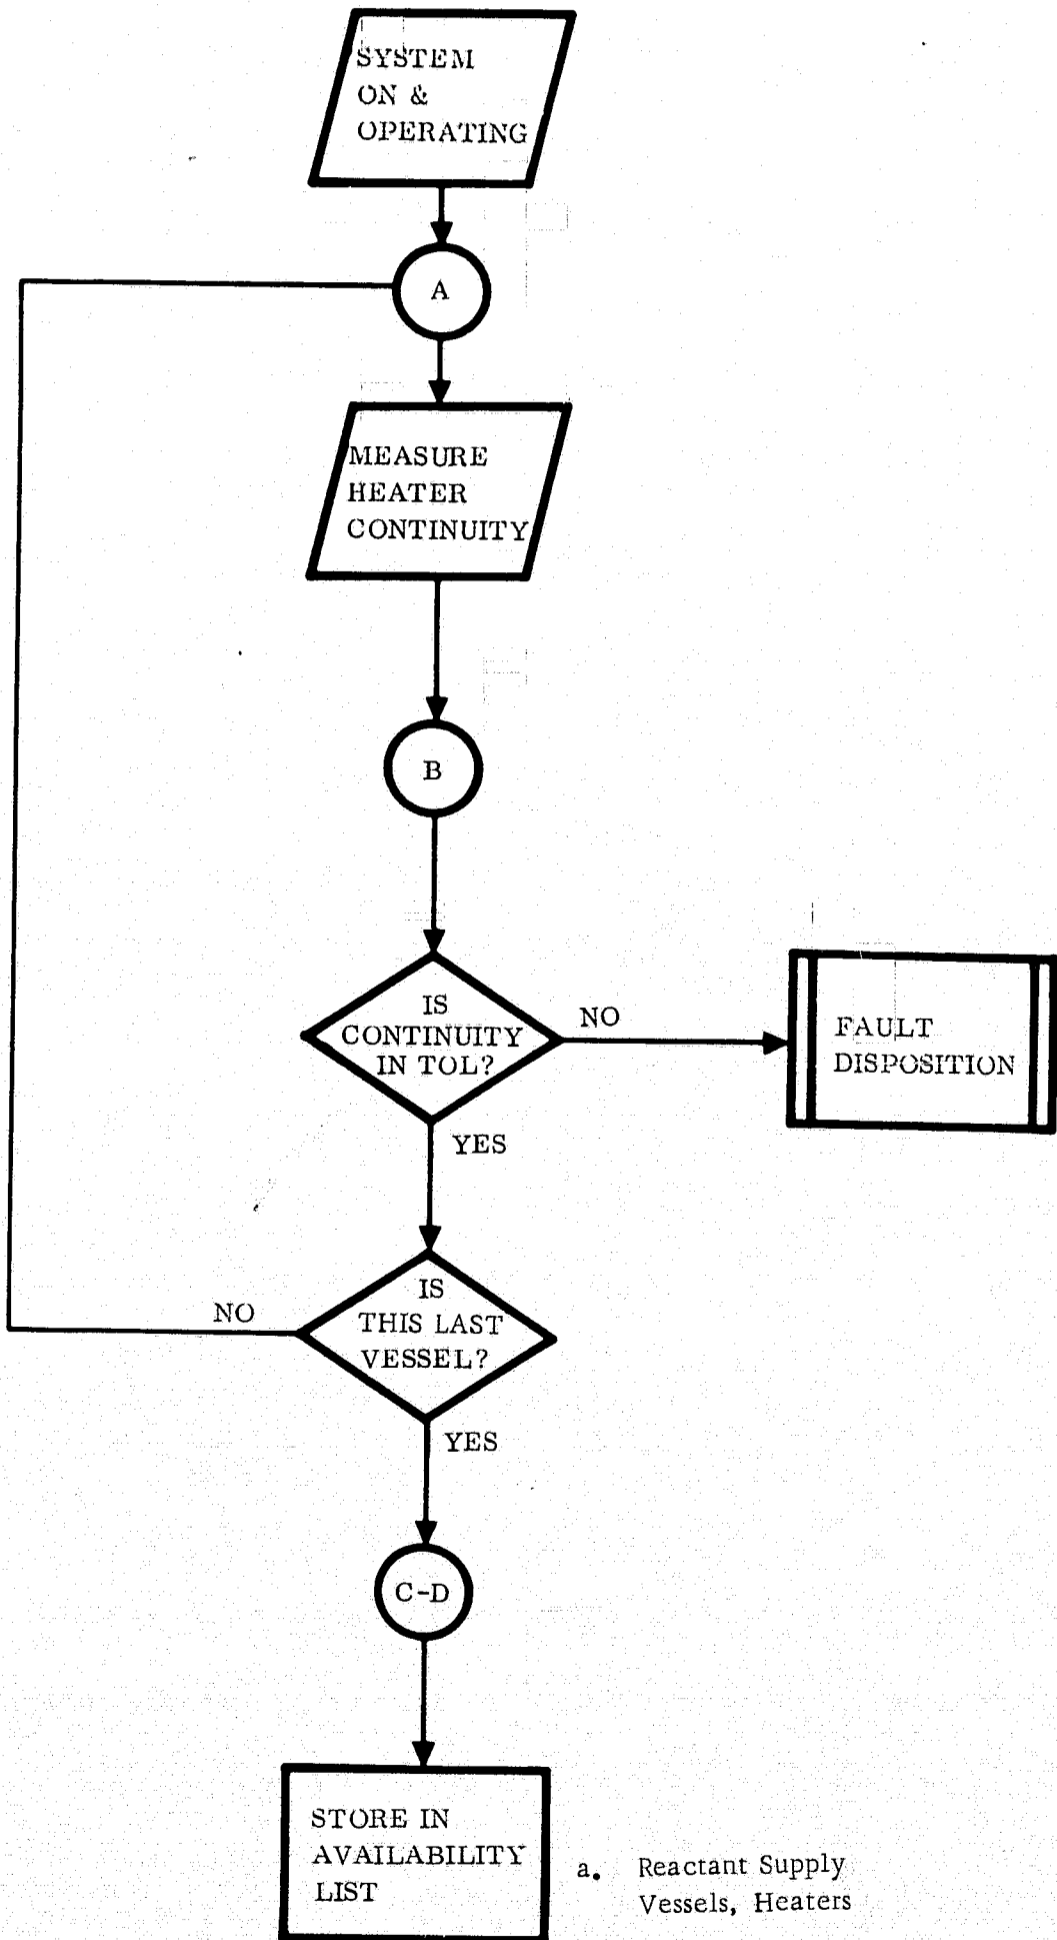 SYSTEM
ON &
OPERATING
A
MEASURE
HEATER
CONTINUITY
B
IS
CONTINUITY
IN TOL?
NO
FAULT
DISPOSITION
YES
IS
THIS LAST
VESSEL?
NO
YES
C-D
STORE IN
AVAILABILITY
LIST
a. Reactant Supply
Vessels, Heaters